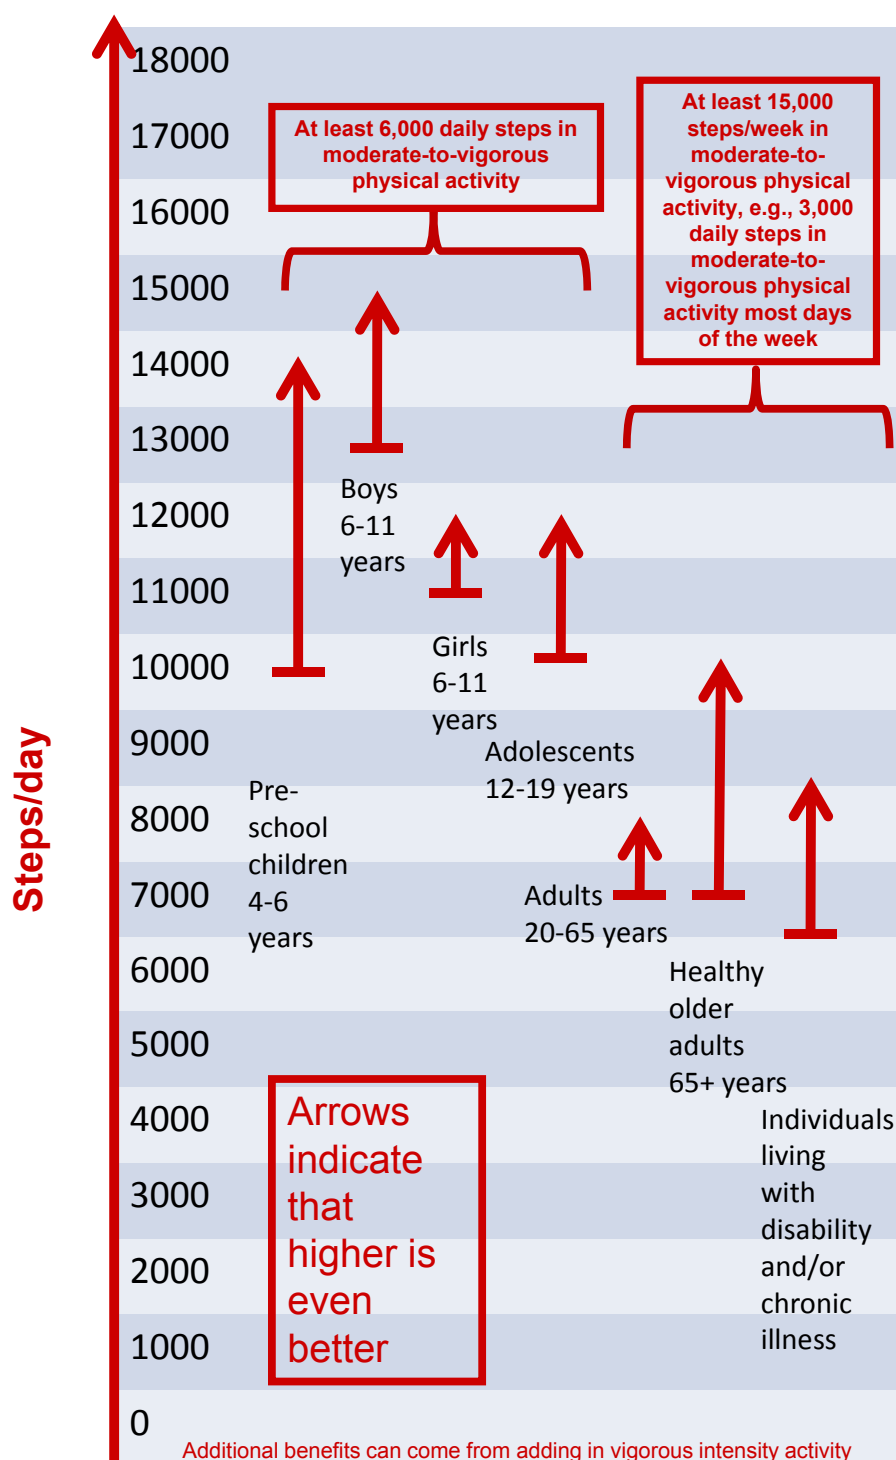 18000
17000
16000
15000
14000
13000
12000
11000
10000
9000
8000
7000
6000
5000
4000
3000
2000
1000
0
Steps/day
At least 6,000 daily steps in
moderate-to-vigorous
physical activity
At least 15,000
steps/week in
moderate-to-
vigorous physical
activity, e.g., 3,000
daily steps in
moderate-to-
vigorous physical
activity most days
of the week
Pre-
school
children
4-6
years
Boys
6-11
years
Girls
6-11
years
Adolescents
12-19 years
Adults
20-65 years
Healthy
older
adults
65+ years
Individuals
living
with
disability
and/or
chronic
illness
Arrows
indicate
that
higher is
even
better
Additional benefits can come from adding in vigorous intensity activity